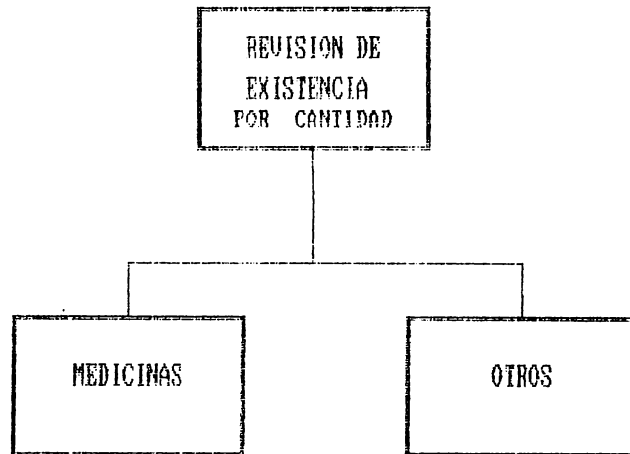 REVISION DE
EXISTENCIA
POR CANTIDAD
MEDICINAS
OTROS